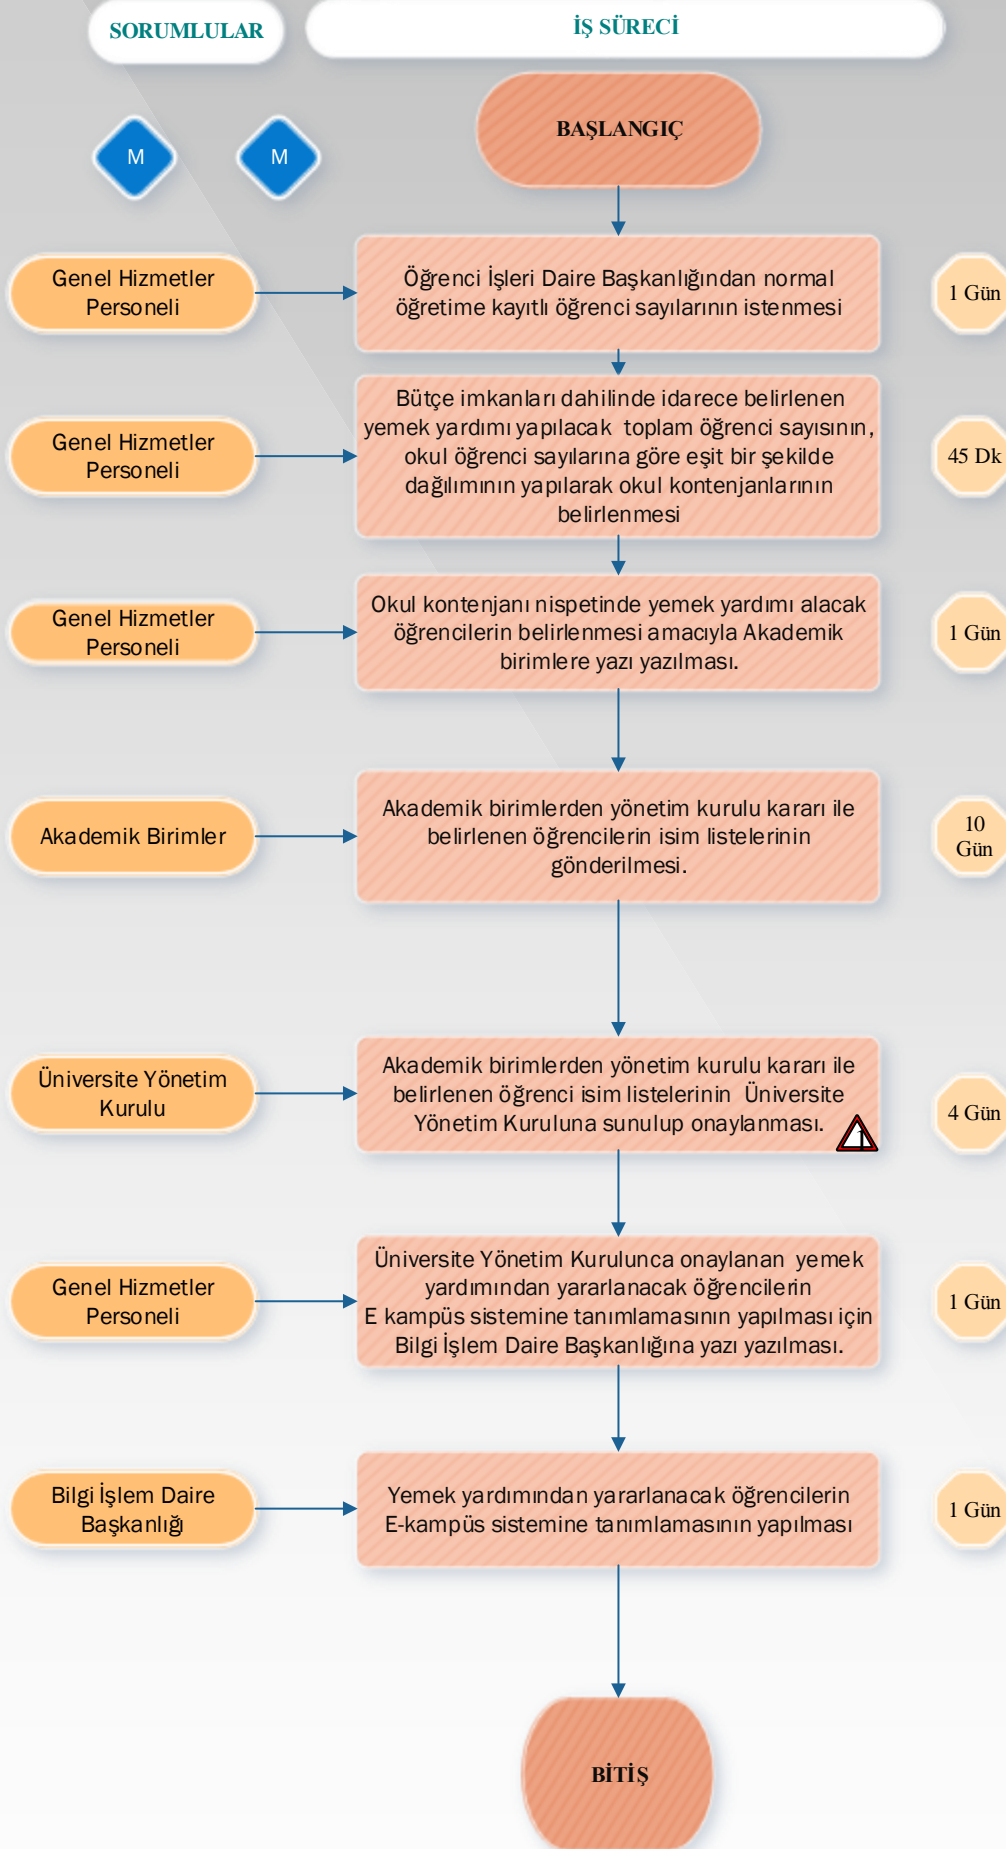 SORUMLULAR
İŞ SÜRECİ
BAŞLANGIÇ
M
M
Genel Hizmetler
Personeli
Öğrenci İşleri Daire Başkanlığından normal
öğretime kayıtlı öğrenci sayılarının istenmesi
1 Gün
Genel Hizmetler
Personeli
Bütçe imkanları dahilinde idarece belirlenen
yemek yardımı yapılacak toplam öğrenci sayısının,
okul öğrenci sayılarına göre eşit bir şekilde
dağılımının yapılarak okul kontenjanlarının
belirlenmesi
45 Dk
Genel Hizmetler
Personeli
Okul kontenjanı nispetinde yemek yardımı alacak
öğrencilerin belirlenmesi amacıyla Akademik
birimlere yazı yazılması.
1 Gün
Akademik Birimler
Akademik birimlerden yönetim kurulu kararı ile
belirlenen öğrencilerin isim listelerinin
gönderilmesi.
10
Gün
Üniversite Yönetim
Kurulu
Akademik birimlerden yönetim kurulu kararı ile
belirlenen öğrenci isim listelerinin Üniversite
Yönetim Kuruluna sunulup onaylanması.
1
4 Gün
Genel Hizmetler
Personeli
Üniversite Yönetim Kurulunca onaylanan yemek
yardımından yararlanacak öğrencilerin
E kampüs sistemine tanımlamasının yapılması için
Bilgi İşlem Daire Başkanlığına yazı yazılması.
1 Gün
Bilgi İşlem Daire
Başkanlığı
Yemek yardımından yararlanacak öğrencilerin
E-kampüs sistemine tanımlamasının yapılması
1 Gün
BİTİŞ